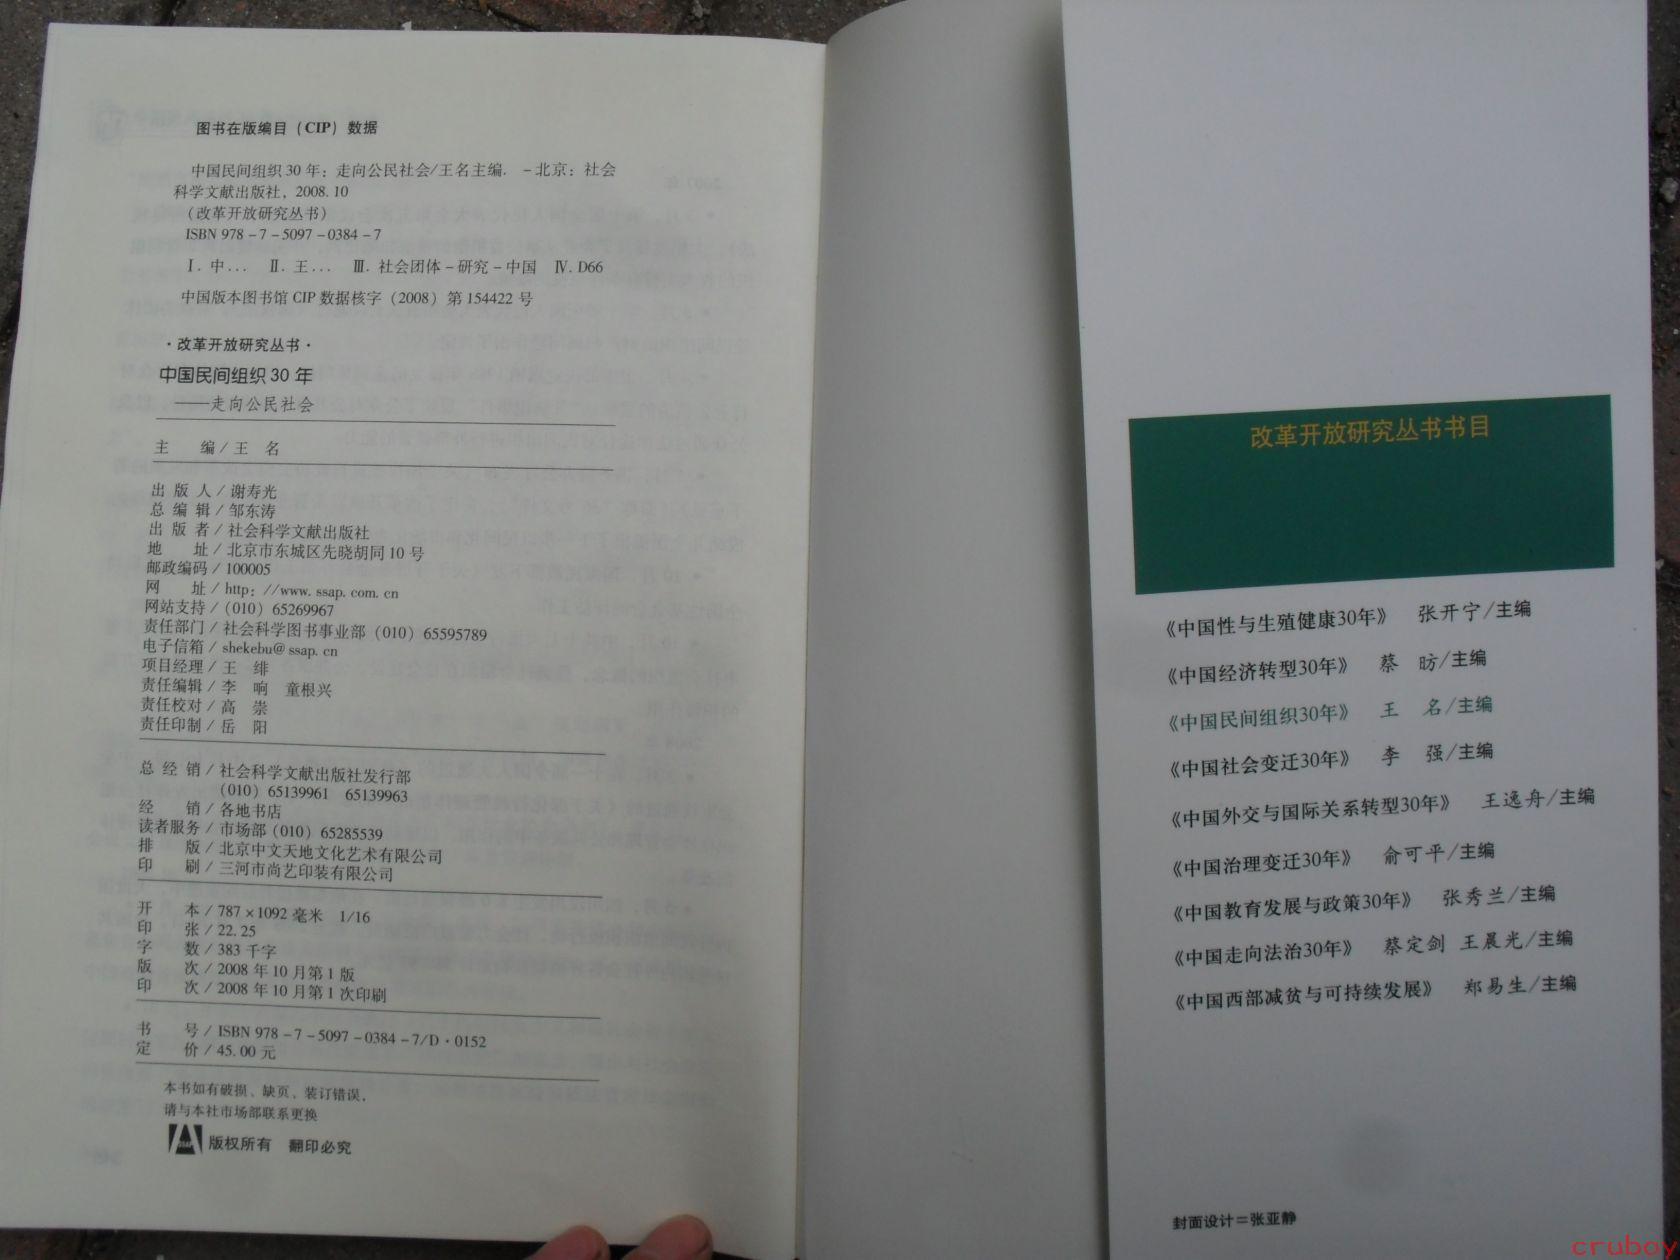 图书在版编目(CIP)数据
中国民间组织30年：走向公民社会/王名主编．－北京：社会
科学文献出版社，2008.10
（改革开放研究丛书）
ISBN 978－7－5097－0384－7
Ⅰ.中… Ⅱ.王… Ⅲ.社会团体－研究－中国 Ⅳ.D66
中国版本图书馆CIP数据核字（2008）第154422号
·改革开放研究丛书·
中国民间组织30年
——走向公民社会
主 编/王 名
出 版 人/谢寿光
总 编 辑/邹东涛
出 版 者/社会科学文献出版社
地 址/北京市东城区先晓胡同10号
邮政编码/100005
网 址/http：//www.ssap.com.cn
网站支持/(010) 65269967
责任部门/社会科学图书事业部(010) 65595789
电子信箱/shekebu@ssap.cn
项目经理/王 绯
责任编辑/李 响 童根兴
责任校对/高 崇
责任印制/岳 阳
总 经 销/社会科学文献出版社发行部
(010) 65139961 65139963
经 销/各地书店
读者服务/市场部(010) 65285539
排 版/北京中文天地文化艺术有限公司
印 刷/三河市尚艺印装有限公司
开 本/787×1092毫米 1/16
印 张/22.25
字 数/383千字
版 次/2008年10月第1版
印 次/2008年10月第1次印刷
书 号/ISBN 978－7－5097－0384－7/D·0152
定 价/45.00元
本书如有破损、缺页、装订错误，
请与本社市场部联系更换
版权所有 翻印必究
改革开放研究丛书书目
《中国性与生殖健康30年》 张开宁/主编
《中国经济转型30年》 蔡 昉/主编
《中国民间组织30年》 王 名/主编
《中国社会变迁30年》 李 强/主编
《中国外交与国际关系转型30年》 王逸舟/主编
《中国治理变迁30年》 俞可平/主编
《中国教育发展与政策30年》 张秀兰/主编
《中国走向法治30年》 蔡定剑 王晨光/主编
《中国西部减贫与可持续发展》 郑易生/主编
封面设计＝张亚静
cruboy